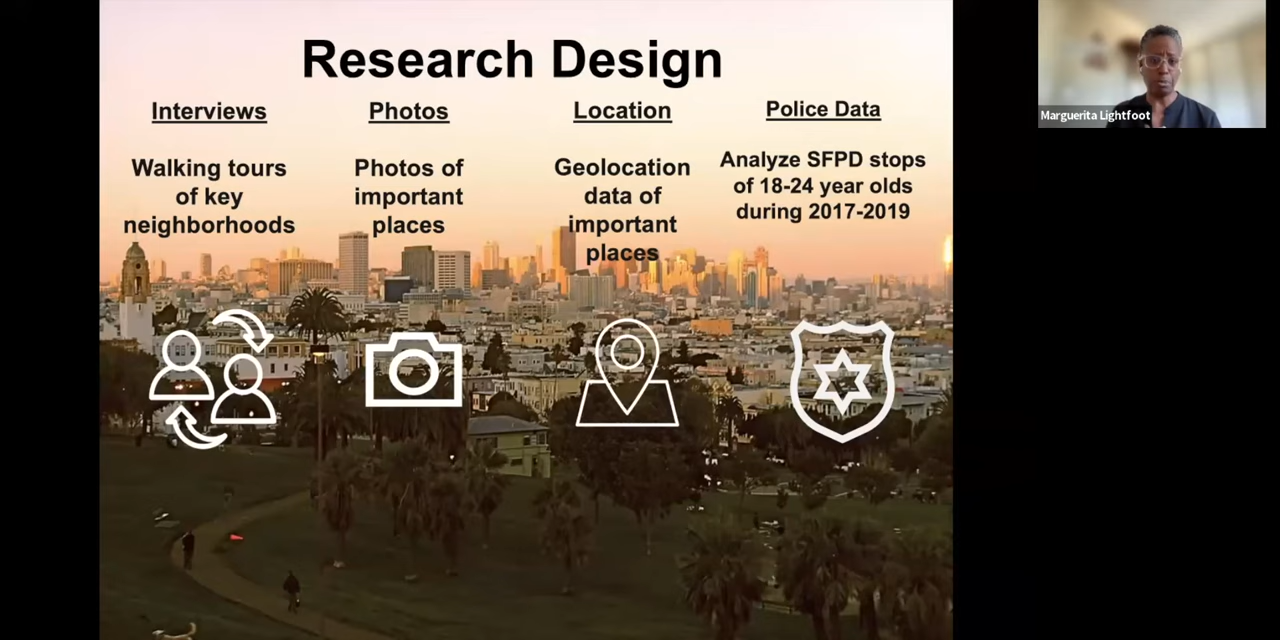 Research Design
Interviews
Walking tours
of key
neighborhoods
Photos
Photos of
important
places
Location
Geolocation
data of
important
places
Police Data
Analyze SFPD stops
of 18-24 year olds
during 2017-2019
Marguerita Lightfoot